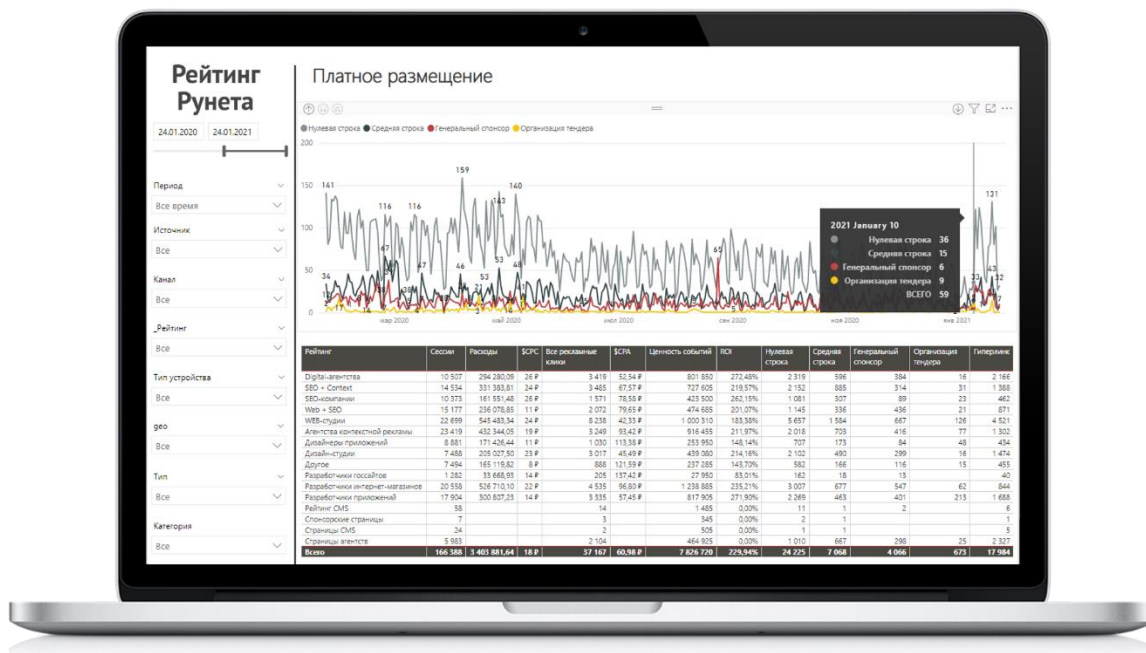 Рейтинг
Рунета
24.01.2020 24.01.2021
Период
Все время
Источник
Все
Канал
Все
_Рейтинг
Все
Тип устройства
Все
geo
Все
Тип
Все
Категория
Все
Платное размещение
Нулевая строка Средняя строка Генеральный спонсор Организация тендера
200
150
100
50
0
141
116
116
159
143
140
131
мар 2020 май 2020 июл 2020 сен 2020 ноя 2020 янв 2021
2021 January 10
Нулевая строка 36
Средняя строка 15
Генеральный спонсор 6
Организация тендера 9
ВСЕГО 59
Рейтинг Сессии Расходы $CPC Все рекламные клики $CPA Ценность событий ROI Нулевая строка Средняя строка Генеральный спонсор Организация тендера Гиперлинк
Digital-агентства 10 507 294 280,09 26 ₽ 3 419 52,54 ₽ 801 850 272,48% 2 319 596 384 16 2 166
SEO + Context 14 534 331 383,81 24 ₽ 3 485 67,57 ₽ 727 605 219,57% 2 152 885 314 31 1 388
SEO-компании 10 373 161 551,48 26 ₽ 1 571 78,58 ₽ 423 500 262,15% 1 081 307 89 23 462
Web + SEO 15 177 236 078,85 11 ₽ 2 072 79,65 ₽ 474 685 201,07% 1 145 336 436 21 871
WEB-студии 22 699 545 483,34 24 ₽ 8 238 42,33 ₽ 1 000 310 183,38% 5 657 1 584 667 126 4 521
Агентства контекстной рекламы 23 419 432 344,05 19 ₽ 3 249 93,42 ₽ 916 455 211,97% 2 018 703 416 77 1 302
Дизайнеры приложений 8 881 171 426,44 11 ₽ 1 030 113,38 ₽ 253 950 148,14% 707 173 84 48 434
Дизайн-студии 7 488 205 027,50 23 ₽ 3 017 45,49 ₽ 439 080 214,16% 2 102 490 299 16 1 474
Другое 7 494 165 119,82 8 ₽ 888 121,59 ₽ 237 285 143,70% 582 166 116 15 455
Разработчики госсайтов 1 282 33 668,93 14 ₽ 205 137,42 ₽ 27 950 83,01% 162 18 13 40
Разработчики интернет-магазинов 20 558 526 710,10 22 ₽ 4 535 96,80 ₽ 1 238 885 235,21% 3 007 677 547 62 844
Разработчики приложений 17 904 300 807,23 14 ₽ 3 335 57,45 ₽ 817 905 271,90% 2 269 463 401 213 1 688
Рейтинг CMS 58 14 1 485 0,00% 11 1 2 6
Спонсорские страницы 7 3 345 0,00% 2 1 1
Страницы CMS 24 2 505 0,00% 1 1 5
Страницы агентств 5 983 2 104 464 925 0,00% 1 010 667 298 25 2 327
Всего 166 388 3 403 881,64 18 ₽ 37 167 60,98 ₽ 7 826 720 229,94% 24 225 7 068 4 066 673 17 984